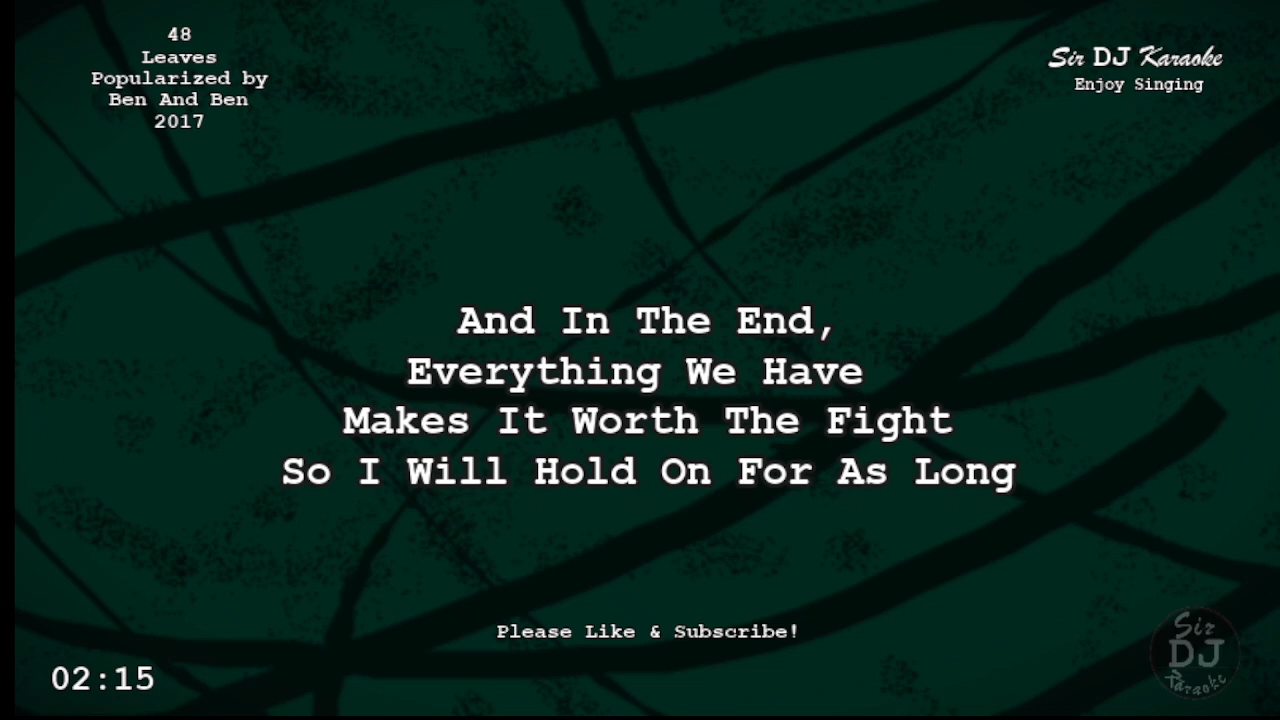 48
Leaves
Popularized by
Ben And Ben
2017
Sir DJ Karaoke
Enjoy Singing
And In The End,
Everything We Have
Makes It Worth The Fight
So I Will Hold On For As Long
Please Like & Subscribe!
02:15
Sir
DJ
Karaoke